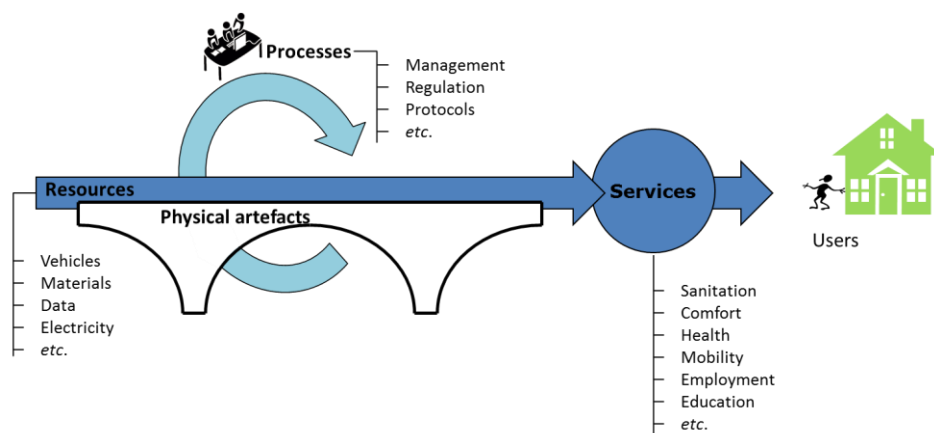 Processes
Management
Regulation
Protocols
etc.
Resources
Services
Physical artefacts
Users
Vehicles
Materials
Data
Electricity
etc.
Sanitation
Comfort
Health
Mobility
Employment
Education
etc.